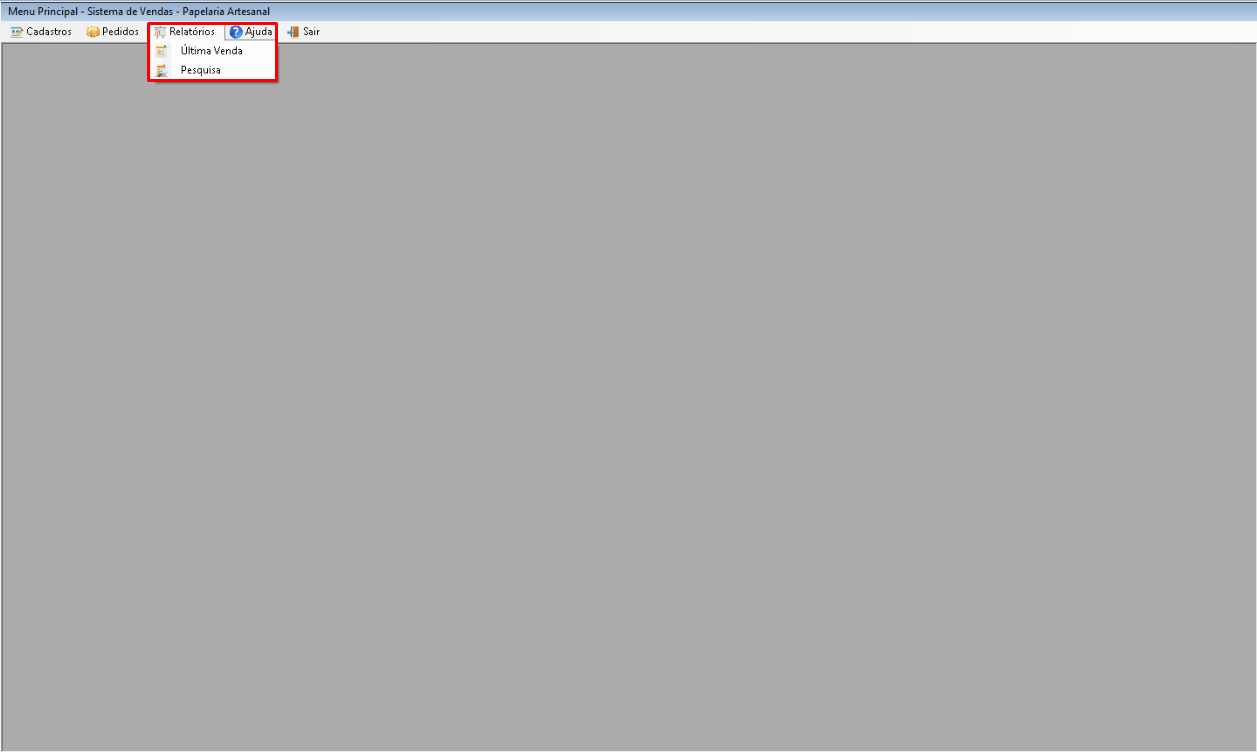 Menu Principal - Sistema de Vendas - Papelaria Artesanal
Cadastros Pedidos Relatórios Ajuda Sair
Última Venda
Pesquisa